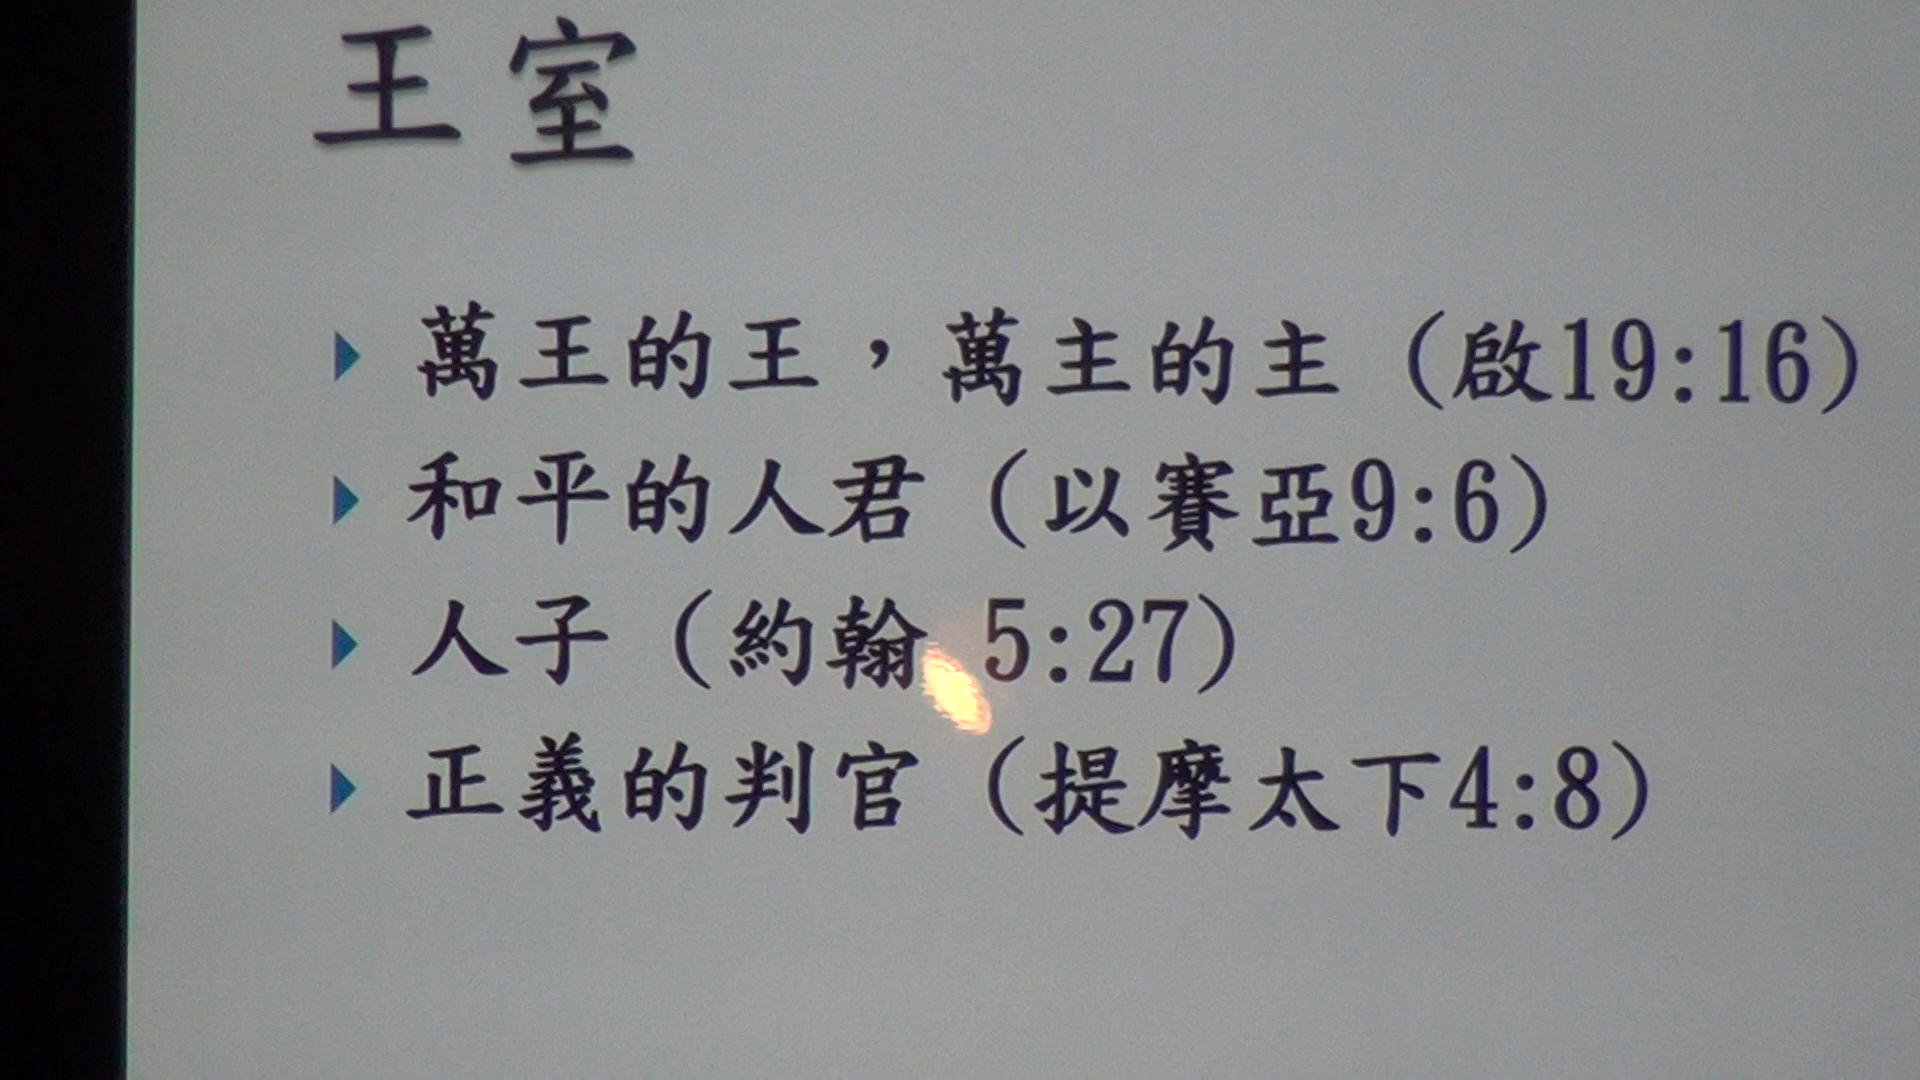 王室
萬王的王，萬主的主（啟19:16）
和平的人君（以賽亞9:6）
人子（約翰 5:27）
正義的判官（提摩太下4:8）